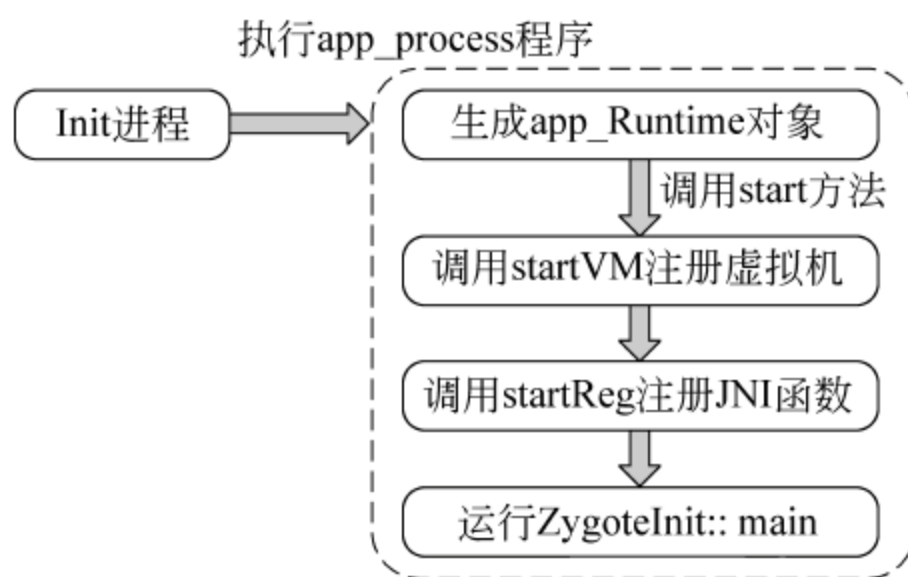 执行app_process程序
Init进程
生成app_Runtime对象
调用start方法
调用startVM注册虚拟机
调用startReg注册JNI函数
运行ZygoteInit:: main